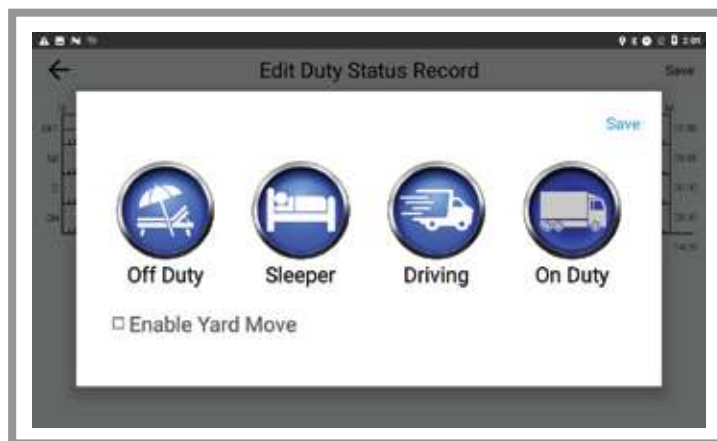 Edit Duty Status Record
Save
Save
Off Duty
Sleeper
Driving
On Duty
Enable Yard Move